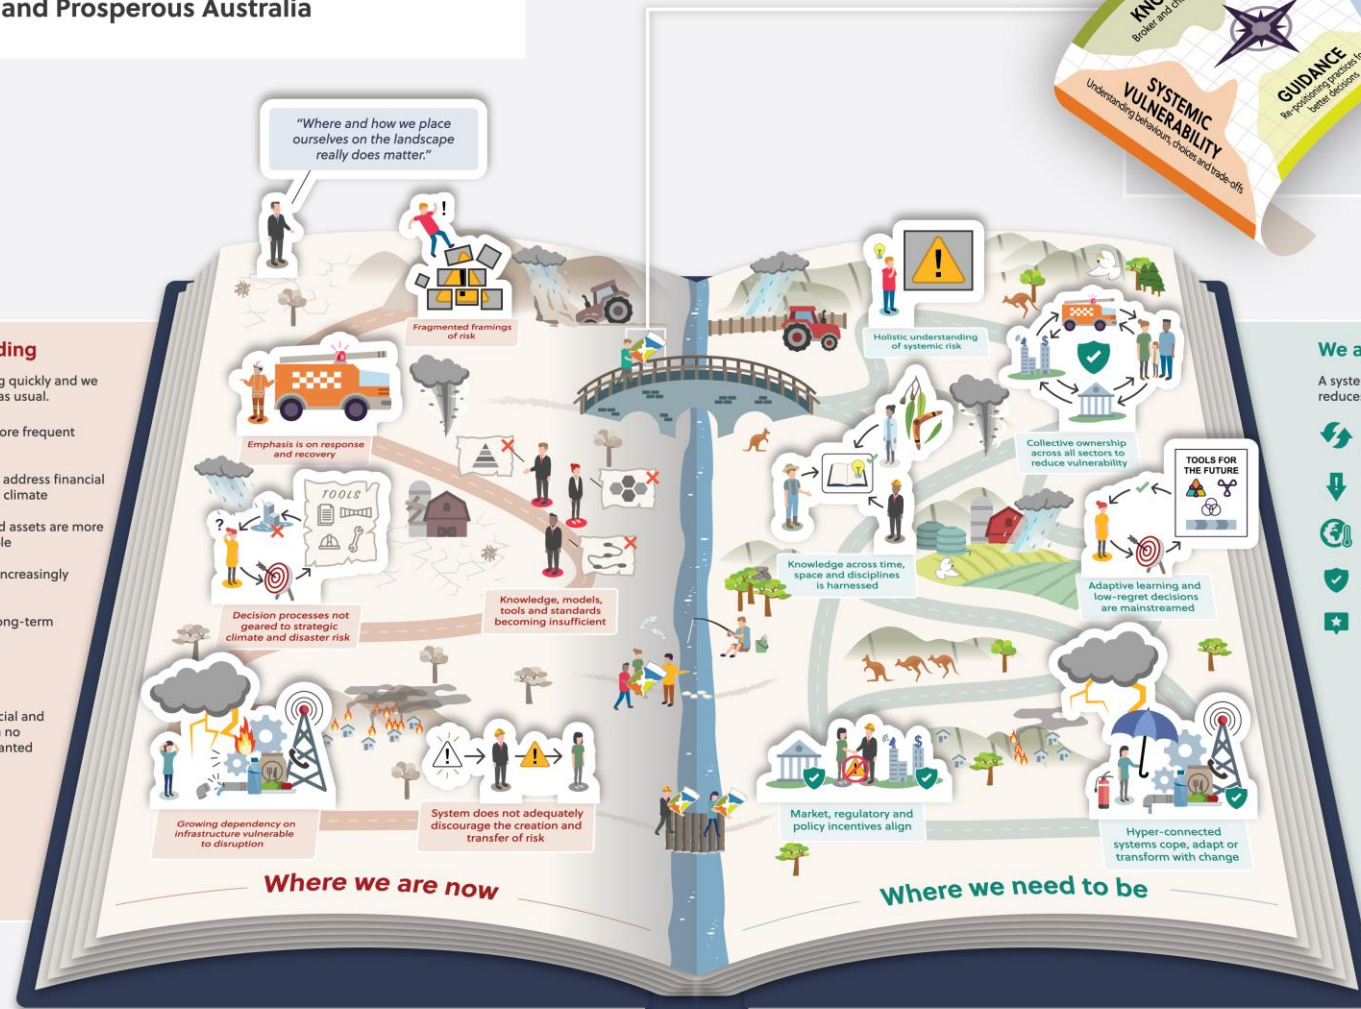 and Prosperous Australia
Broker and
SYSTEMIC
VULNERABILITY
Understanding behaviours, choices and trade-offs
GUIDANCE
Re-positioning practices
better decisions
"Where and how we place
ourselves on the landscape
really does matter."
quickly and we
as usual.
ore frequent
address financial
climate
d assets are more
increasingly
ong-term
cial and
no
Fragmented framings
of risk
Emphasis is on response
and recovery
TOOLS
Decision processes not
geared to strategic
climate and disaster risk
Knowledge, models,
tools and standards
becoming insufficient
Growing dependency on
infrastructure vulnerable
to disruption
System does not adequately
discourage the creation and
transfer of risk
Where we are now
Holistic understanding
of systemic risk
Collective ownership
across all sectors to
reduce vulnerability
TOOLS FOR
THE FUTURE
Knowledge across time,
space and disciplines
is harnessed
Adaptive learning and
low-regret decisions
are mainstreamed
Market, regulatory and
policy incentives align
Hyper-connected
systems cope, adapt or
transform with change
Where we need to be
We a
A syste
reduce